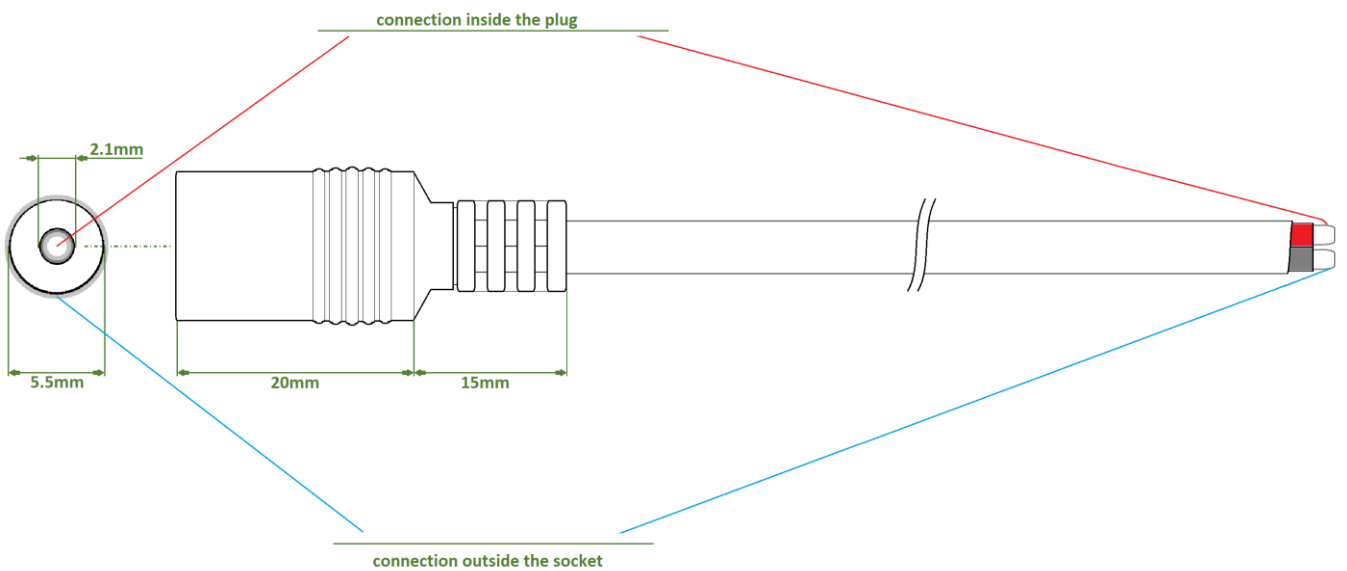 connection inside the plug
2.1mm
5.5mm
20mm
15mm
connection outside the socket